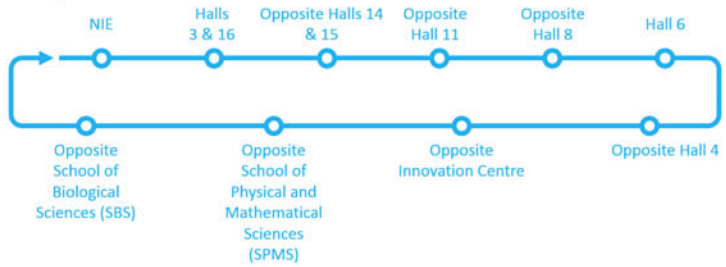 NIE
Halls
3 & 16
Opposite Halls 14
& 15
Opposite
Hall 11
Opposite
Hall 8
Hall 6
Opposite
School of
Biological
Sciences (SBS)
Opposite
School of
Physical and
Mathematical
Sciences
(SPMS)
Opposite
Innovation Centre
Opposite Hall 4